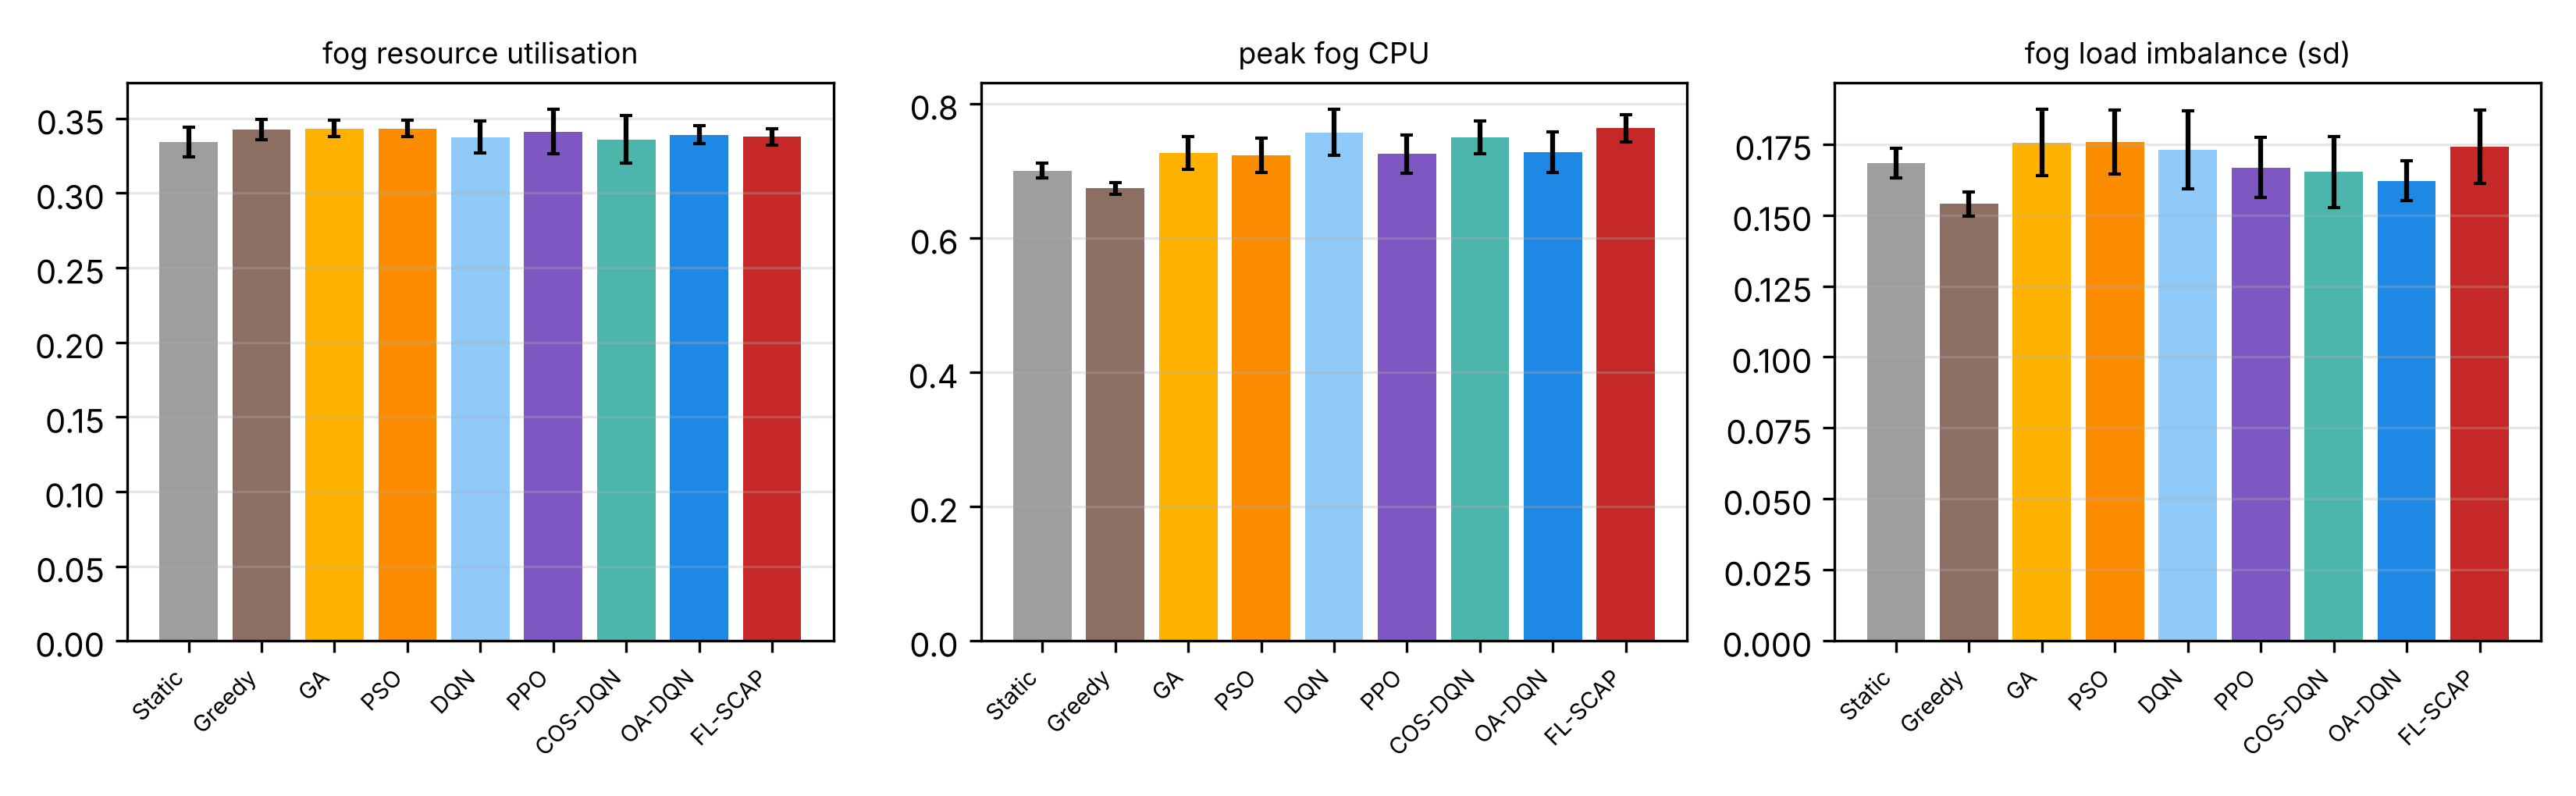 fog resource utilisation
0.35
0.30
0.25
0.20
0.15
0.10
0.05
0.00
Static
Greedy
GA
PSO
DQN
PPO
COS-DQN
OA-DQN
FL-SCAP
peak fog CPU
0.8
0.6
0.4
0.2
0.0
Static
Greedy
GA
PSO
DQN
PPO
COS-DQN
OA-DQN
FL-SCAP
fog load imbalance (sd)
0.175
0.150
0.125
0.100
0.075
0.050
0.025
0.000
Static
Greedy
GA
PSO
DQN
PPO
COS-DQN
OA-DQN
FL-SCAP